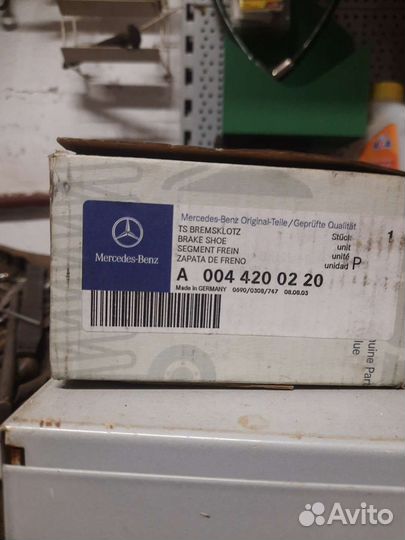 Mercedes-Benz Original-Teile/Geprüfte Qualität
TS BREMSKLOTZ
BRAKE SHOE
SEGMENT FREIN
ZAPATA DE FRENO
Stück
unit
unité
unidad
1
P
Mercedes-Benz
A 004 420 02 20
Made in GERMANY 0690/0308/747 08.08.03
Avito